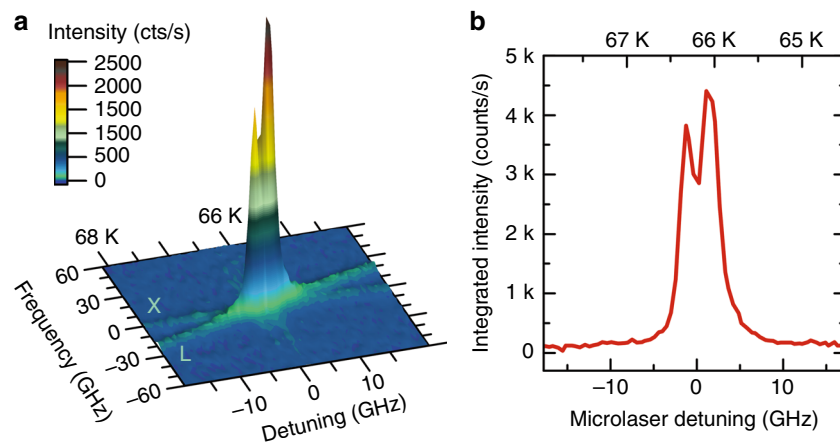 a
Intensity (cts/s)
2500
2000
1500
1000
500
0
68 K
66 K
60
30
0
–30
–60
Frequency (GHz)
X
L
–10
0
10
Detuning (GHz)
b
67 K 66 K 65 K
5 k
4 k
3 k
2 k
1 k
0
Integrated intensity (counts/s)
–10 0 10
Microlaser detuning (GHz)